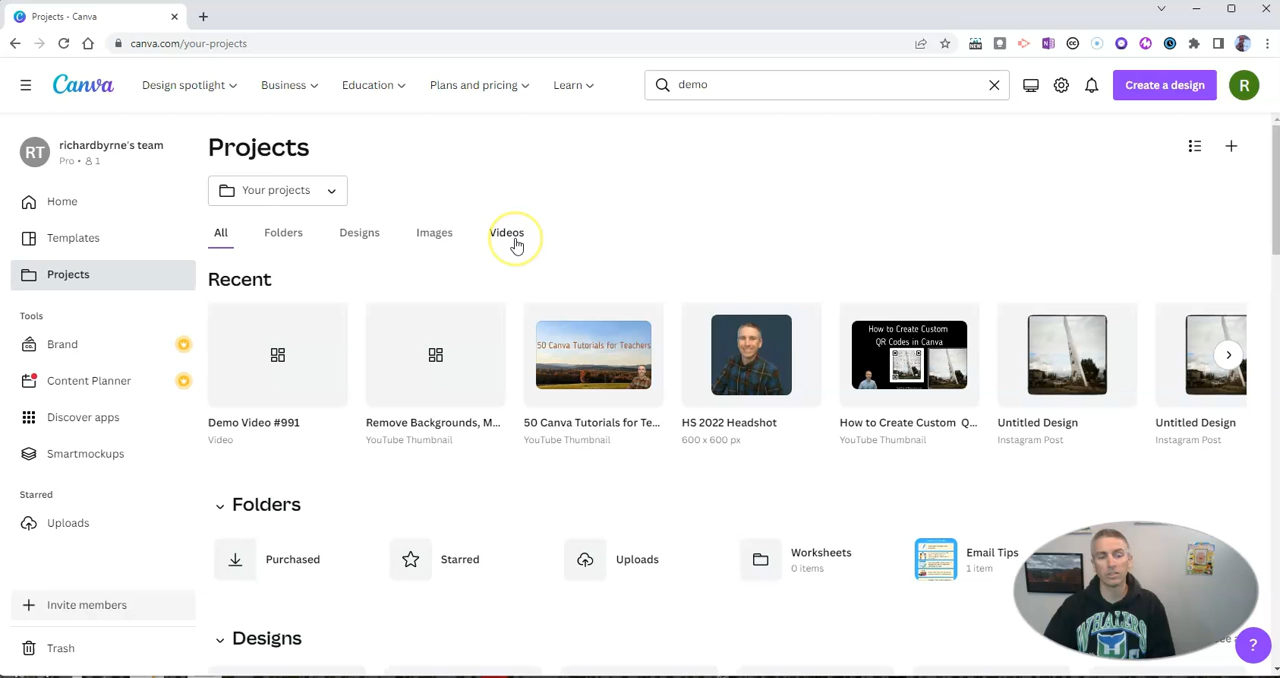 Projects - Canva
canva.com/your-projects
Canva
Design spotlight
Business
Education
Plans and pricing
Learn
demo
Create a design
R
RT
richardbyrne's team
Pro • 1
Home
Templates
Projects
Tools
Brand
Content Planner
Discover apps
Smartmockups
Starred
Uploads
Invite members
Trash
Projects
Your projects
All
Folders
Designs
Images
Videos
Recent
50 Canva Tutorials for Teachers
How to Create Custom
QR Codes in Canva
Demo Video #991
Video
Remove Backgrounds, M...
YouTube Thumbnail
50 Canva Tutorials for Te...
YouTube Thumbnail
HS 2022 Headshot
600 x 600 px
How to Create Custom Q...
YouTube Thumbnail
Untitled Design
Instagram Post
Untitled Design
Instagram Post
Folders
Purchased
Starred
Uploads
Worksheets
0 items
Email Tips
1 item
Designs
WHALERS
?